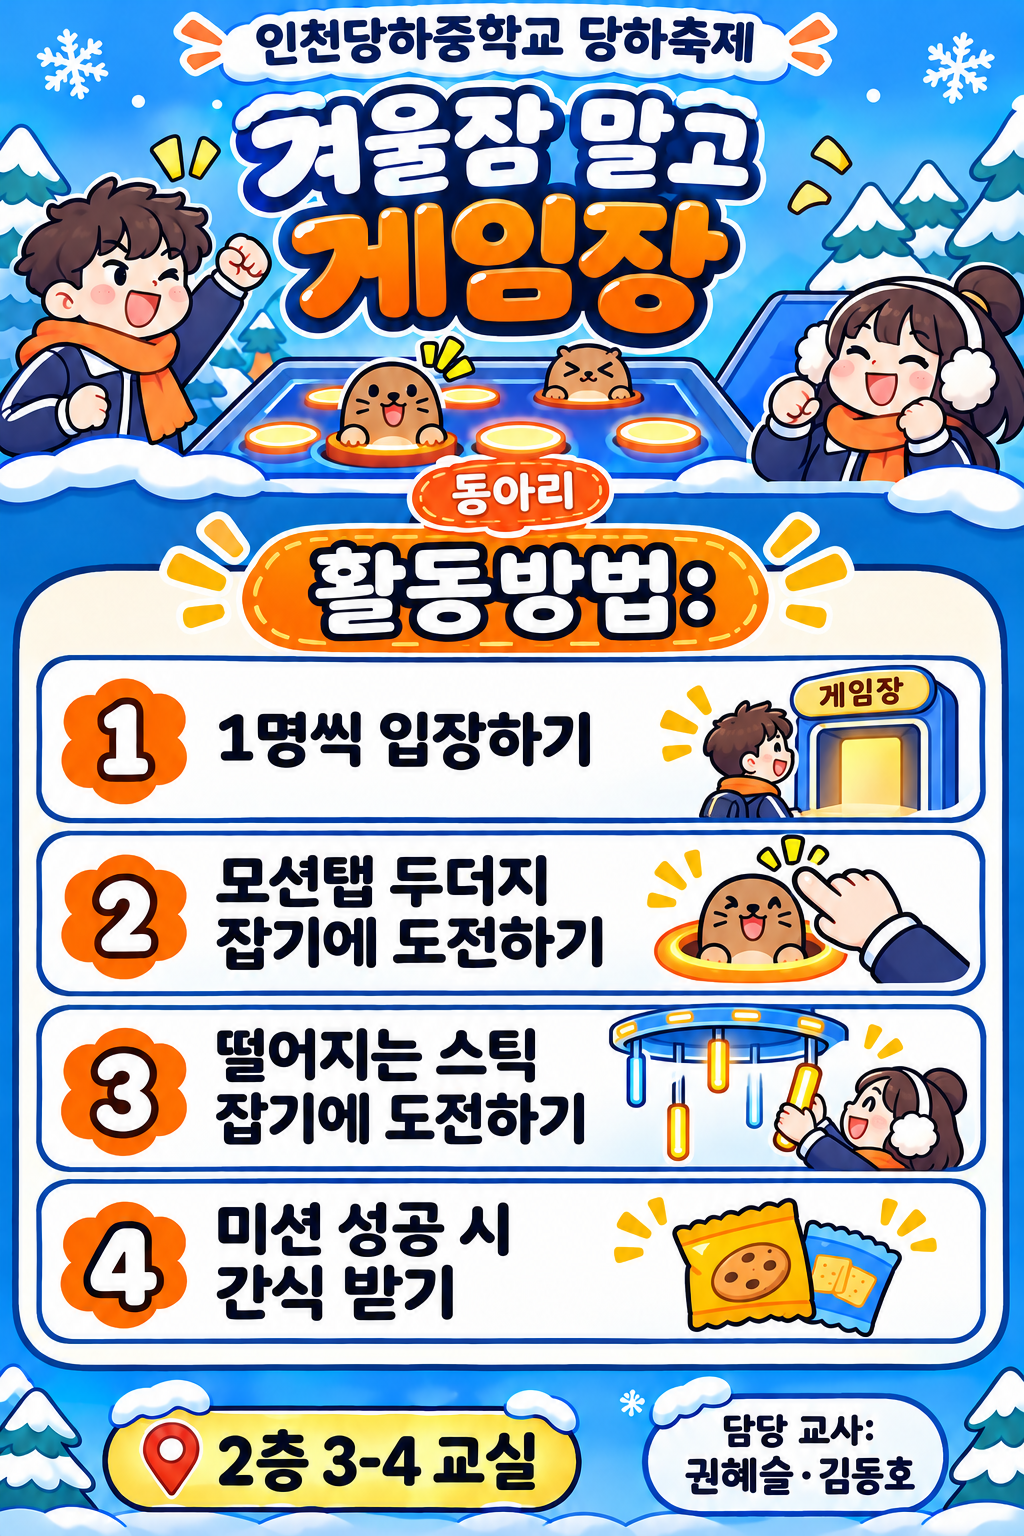 인천당하중학교 당하축제
겨울잠 말고
게임장
동아리
활동방법:
1
1명씩 입장하기
게임장
2
모션탭 두더지
잡기에 도전하기
3
떨어지는 스틱
잡기에 도전하기
4
미션 성공 시
간식 받기
2층 3-4 교실
담당 교사:
권혜슬·김동호